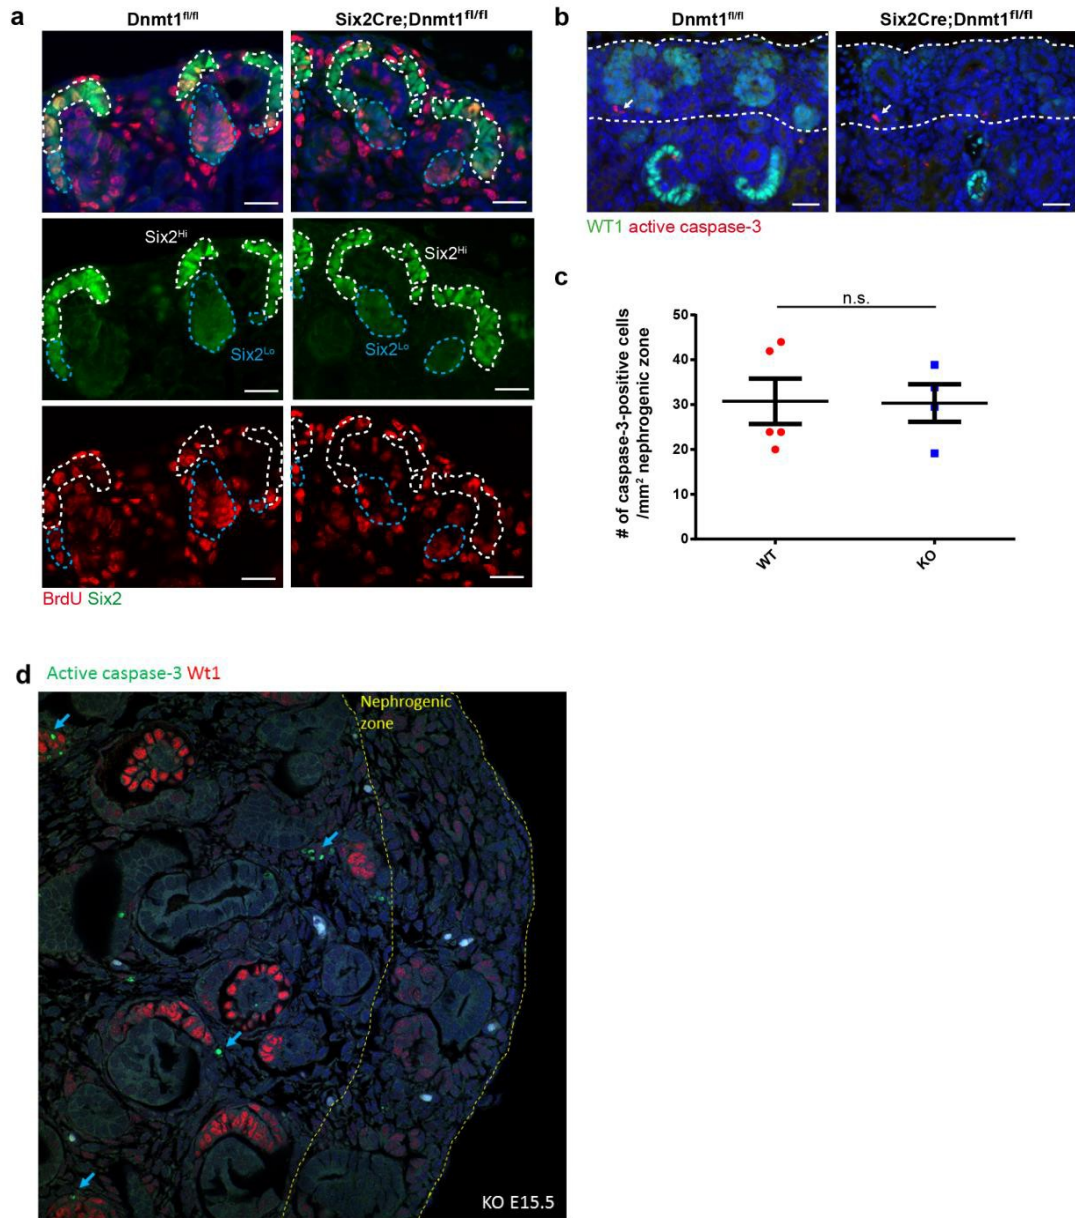 a
Dnmt1fl/fl
Six2Cre;Dnmt1fl/fl
Six2Hi
Six2Lo
Six2Hi
Six2Lo
BrdU Six2
b
Dnmt1fl/fl
Six2Cre;Dnmt1fl/fl
WT1 active caspase-3
c
n.s.
# of caspase-3-positive cells
/mm2 nephrogenic zone
50
40
30
20
10
0
WT
KO
d
Active caspase-3 Wt1
Nephrogenic
zone
KO E15.5